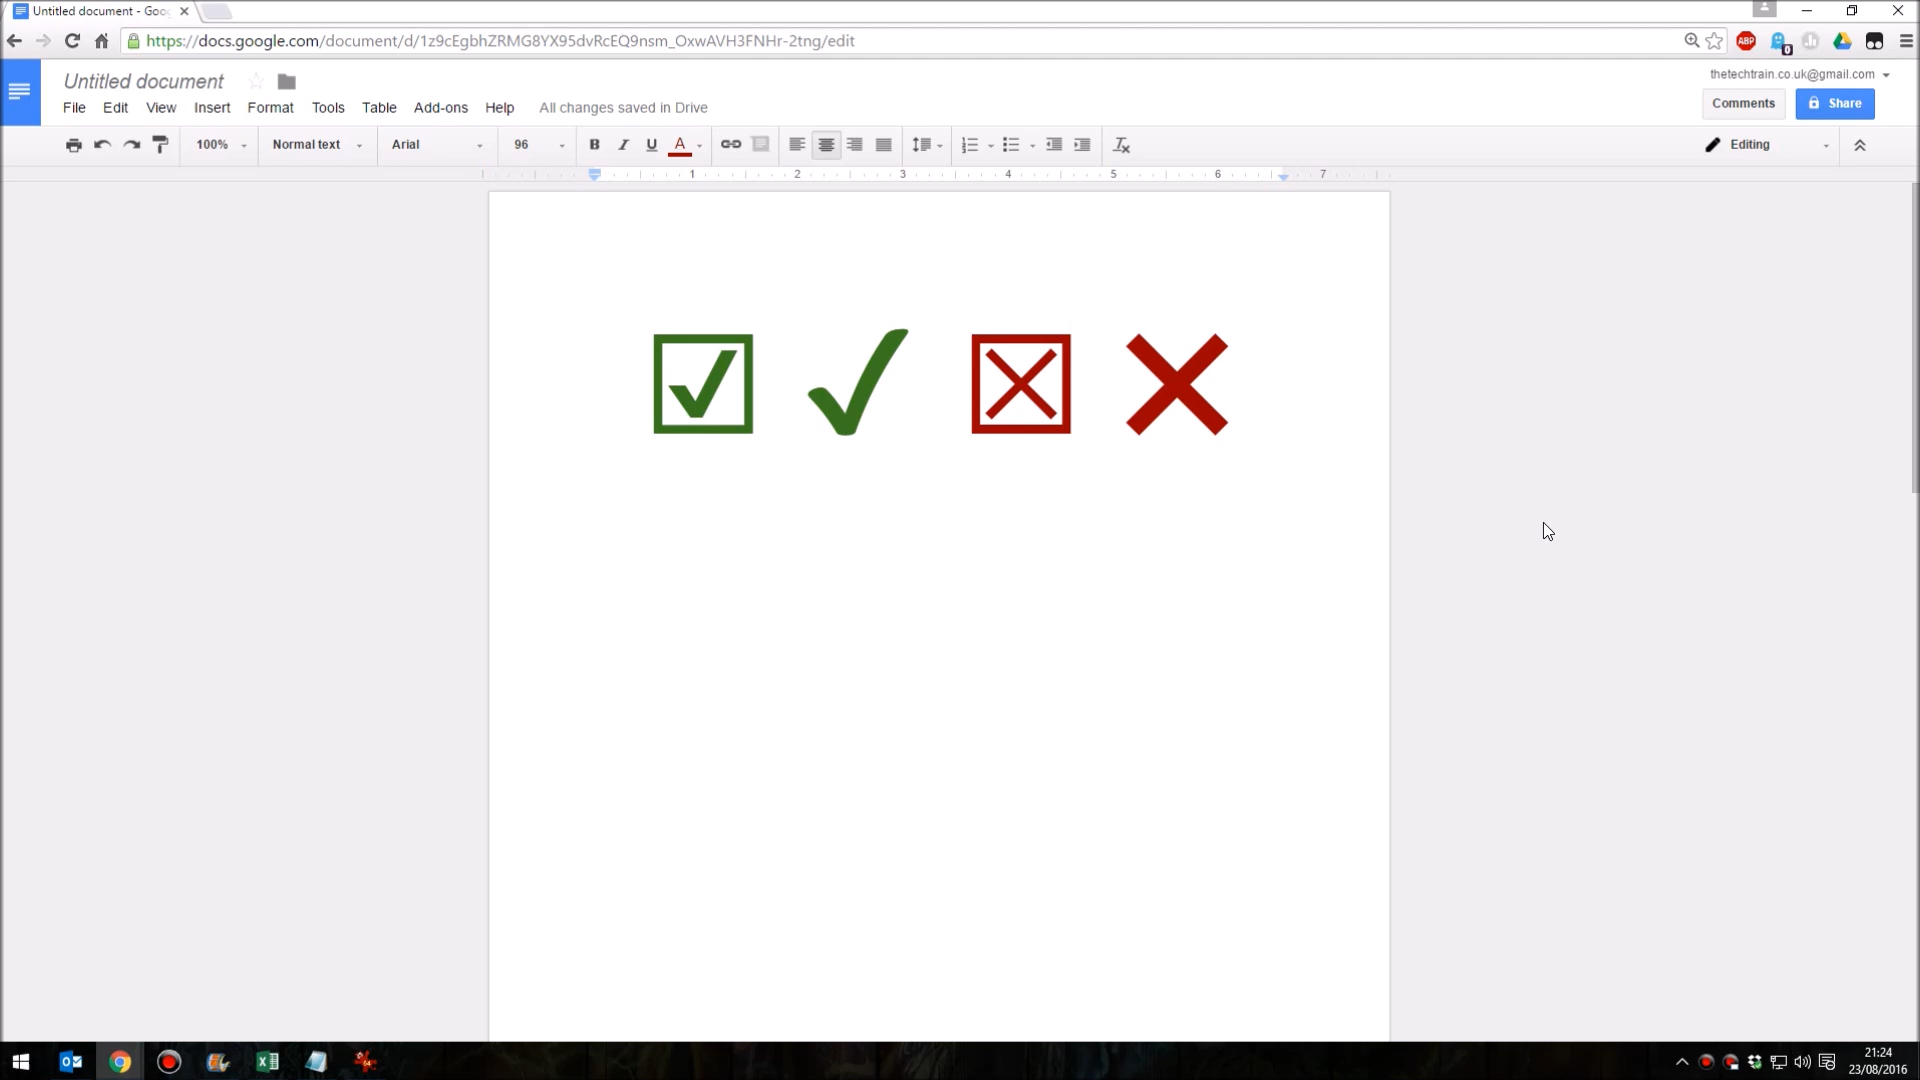 Untitled document - Goo
https://docs.google.com/document/d/1z9cEgbhZRMG8YX95dvRcEQ9nsm_OxwAVH3FNHr-2tng/edit
ABP
0
Untitled document
thetechtrain.co.uk@gmail.com
File Edit View Insert Format Tools Table Add-ons Help All changes saved in Drive
Comments Share
100% Normal text Arial 96 B I U A Editing
1 2 3 4 5 6 7
☑ ✔ ☒ ✖
21:24
23/08/2016